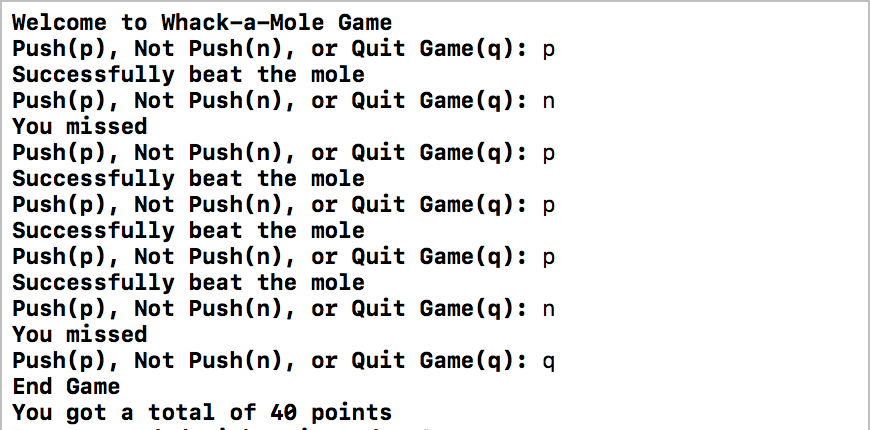 Welcome to Whack-a-Mole Game
Push(p), Not Push(n), or Quit Game(q): p
Successfully beat the mole
Push(p), Not Push(n), or Quit Game(q): n
You missed
Push(p), Not Push(n), or Quit Game(q): p
Successfully beat the mole
Push(p), Not Push(n), or Quit Game(q): p
Successfully beat the mole
Push(p), Not Push(n), or Quit Game(q): p
Successfully beat the mole
Push(p), Not Push(n), or Quit Game(q): n
You missed
Push(p), Not Push(n), or Quit Game(q): q
End Game
You got a total of 40 points